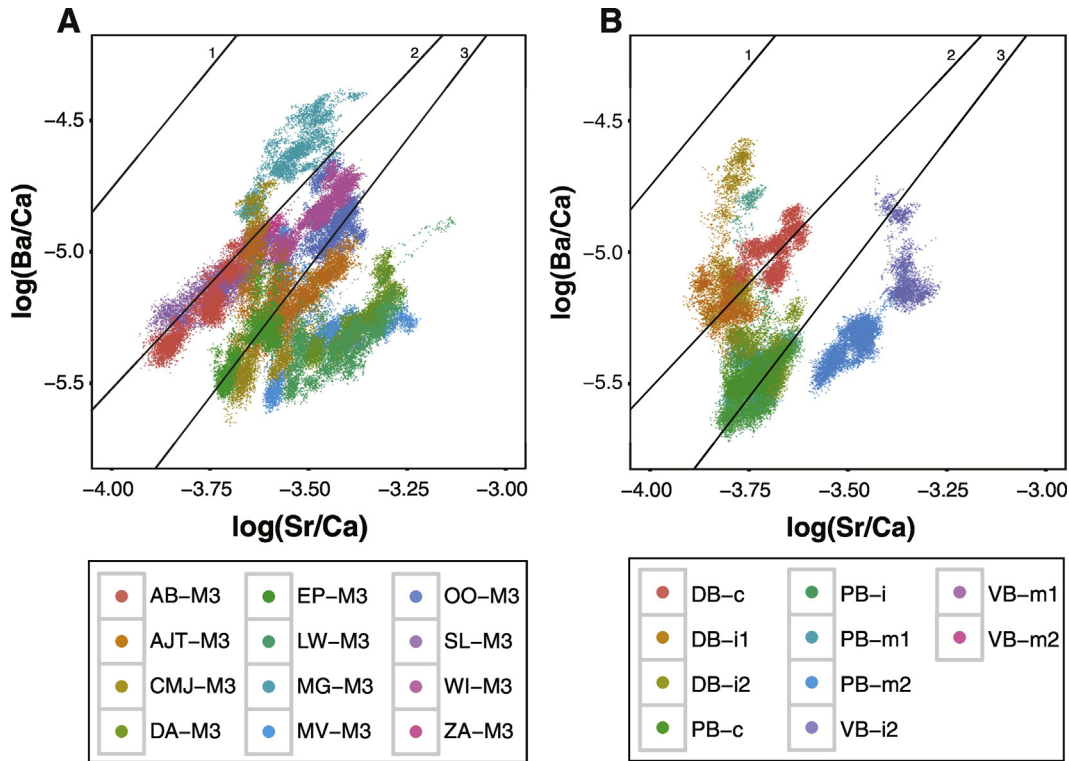 A
1
2
3
−4.5
−5.0
−5.5
log(Ba/Ca)
−4.00
−3.75
−3.50
−3.25
−3.00
log(Sr/Ca)
AB−M3
AJT−M3
CMJ−M3
DA−M3
EP−M3
LW−M3
MG−M3
MV−M3
OO−M3
SL−M3
WI−M3
ZA−M3
B
1
2
3
−4.5
−5.0
−5.5
log(Ba/Ca)
−4.00
−3.75
−3.50
−3.25
−3.00
log(Sr/Ca)
DB−c
DB−i1
DB−i2
PB−c
PB−i
PB−m1
PB−m2
VB−i2
VB−m1
VB−m2